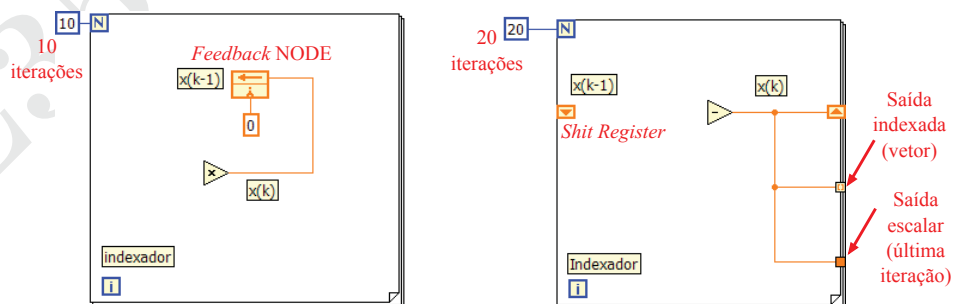 10 N
10
iterações
Feedback NODE
x(k-1)
0
x
x(k)
indexador
i
20 N
20
iterações
x(k-1)
x(k)
Shit Register
-
Saída
indexada
(vetor)
Saída
escalar
(última
iteração)
Indexador
i